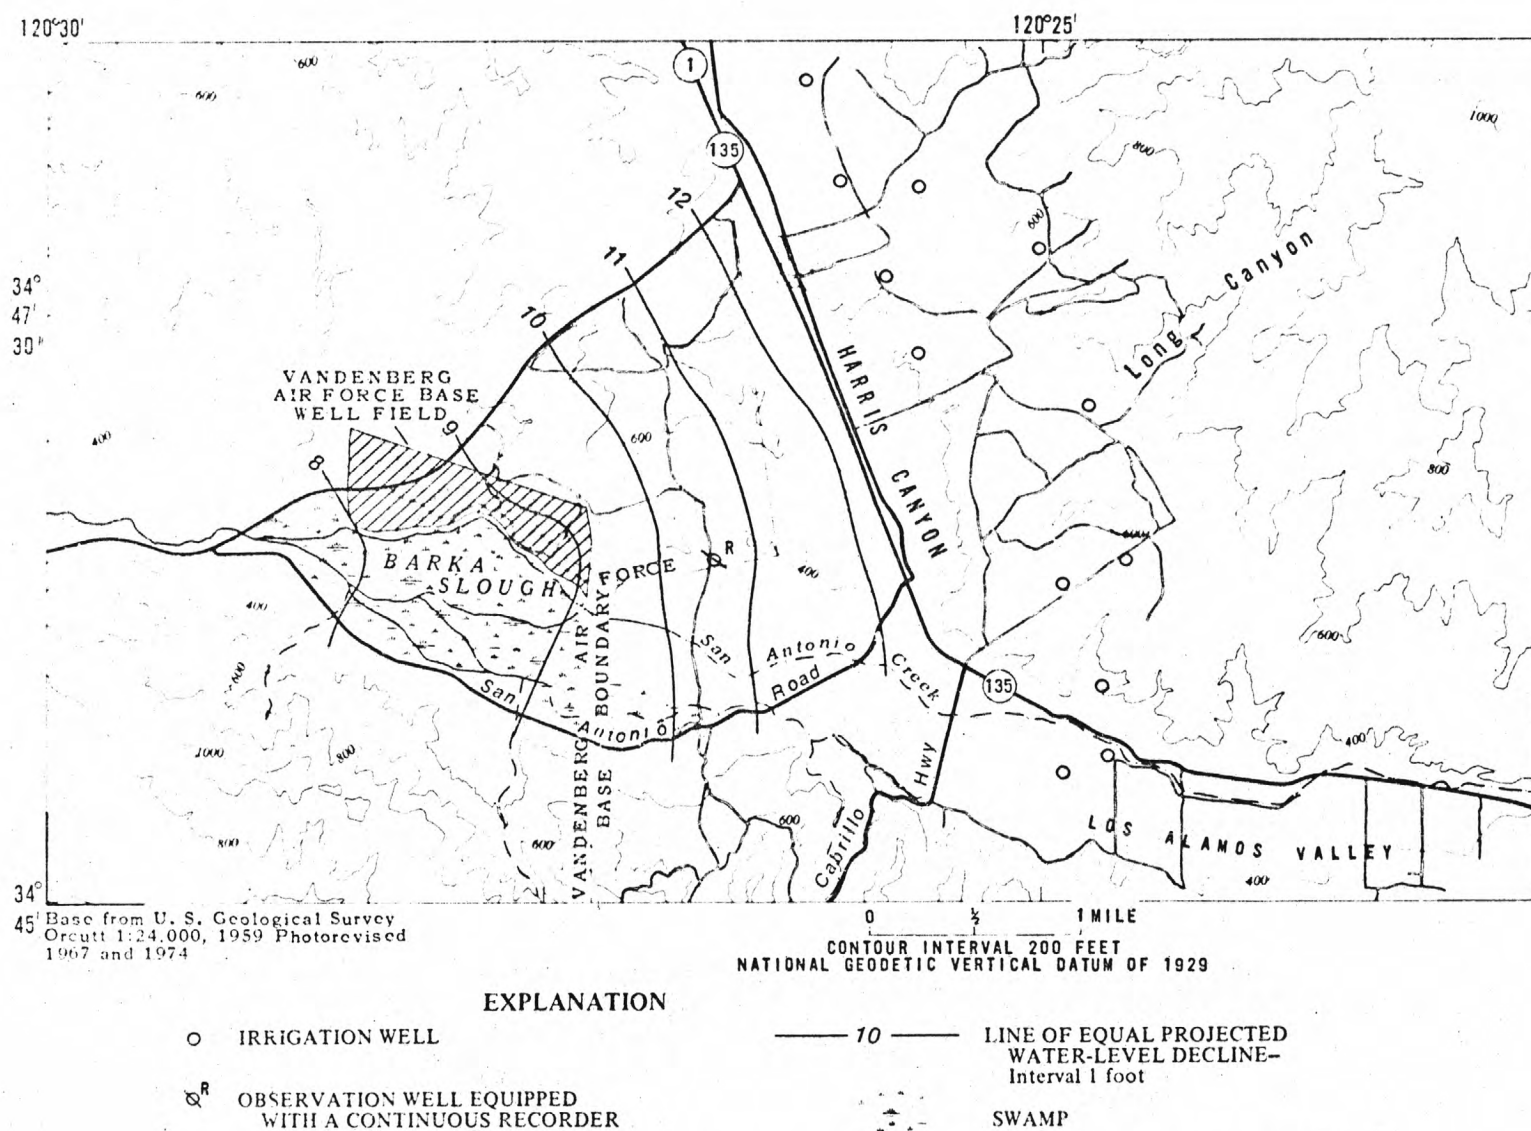 120°30'
120°25'
600
600
1
1000
135
800
12
600
Long Canyon
11
34°
47'
30"
10
HARRIS CANYON
VANDENBERG
AIR FORCE BASE
WELL FIELD
9
400
600
8
800
R
BARKA
SLOUGH
400
400
600
VANDENBERG AIR FORCE
BASE BOUNDARY
San Antonio Creek
600
135
San Antonio Road
1000
800
400
Hwy
Cabrillo
800
600
600
LOS ALAMOS VALLEY
400
34°
45'
Base from U. S. Geological Survey
Orcutt 1:24,000, 1959 Photorevised
1967 and 1974
0 ½ 1 MILE
CONTOUR INTERVAL 200 FEET
NATIONAL GEODETIC VERTICAL DATUM OF 1929
EXPLANATION
IRRIGATION WELL
10
LINE OF EQUAL PROJECTED
WATER-LEVEL DECLINE–
Interval 1 foot
R
OBSERVATION WELL EQUIPPED
WITH A CONTINUOUS RECORDER
SWAMP